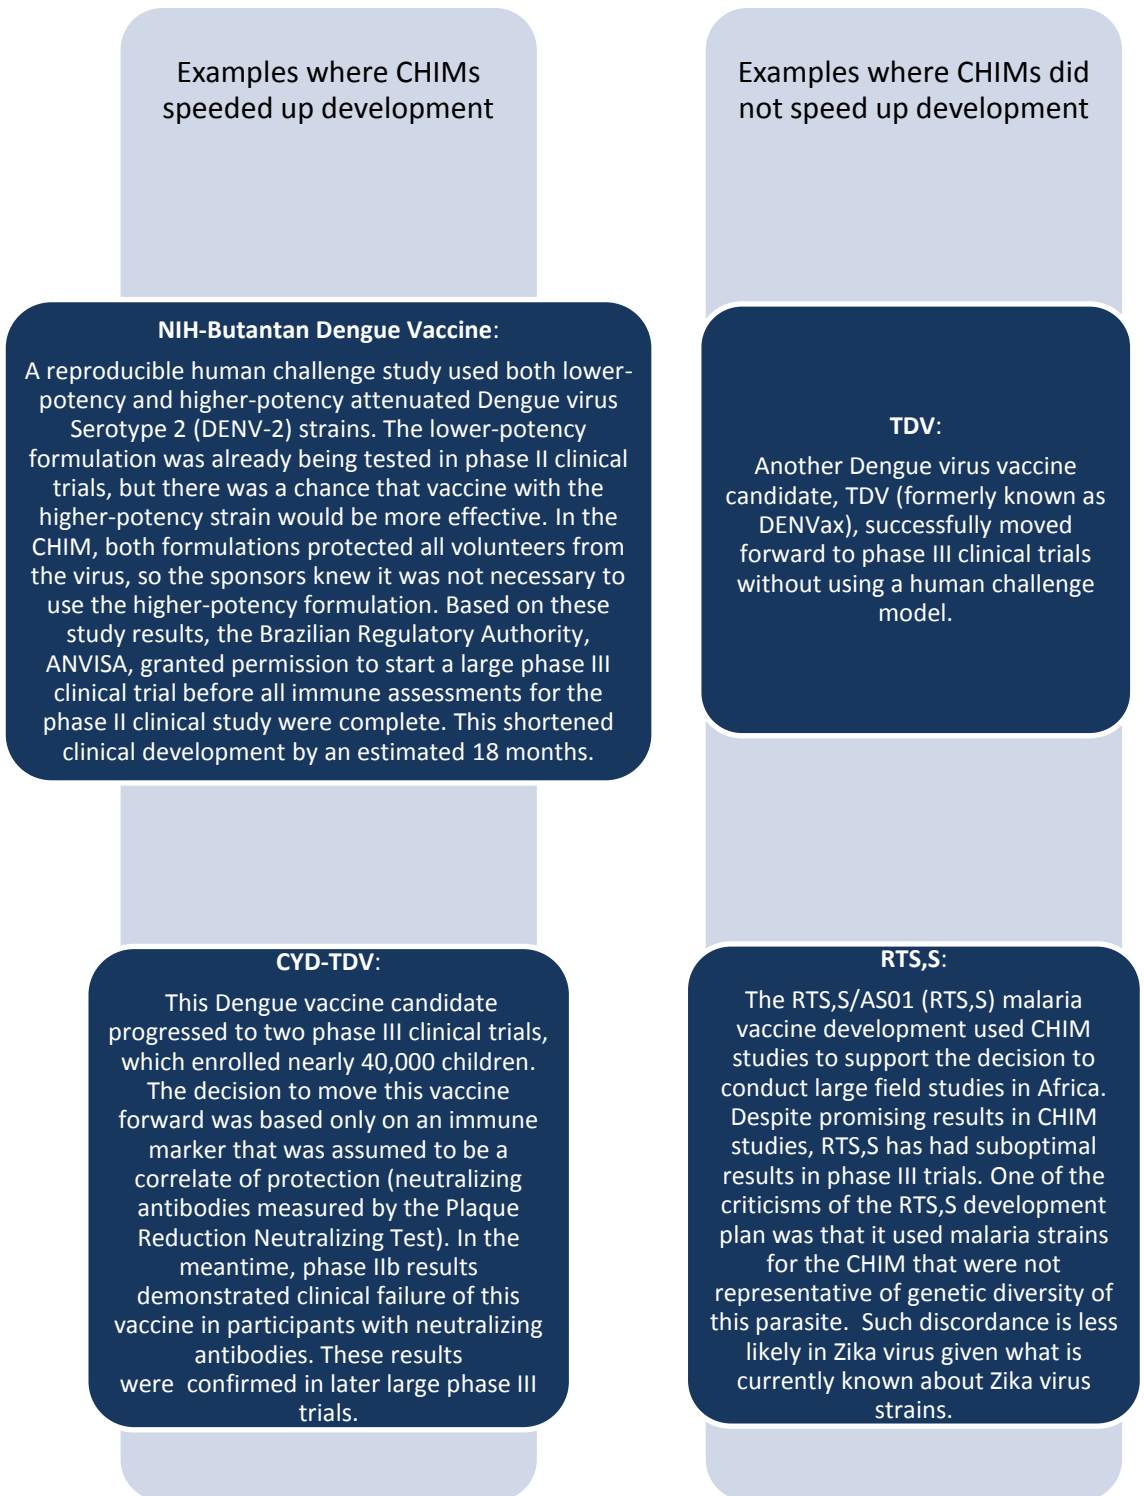 Examples where CHIMs
speeded up development
NIH-Butantan Dengue Vaccine:
A reproducible human challenge study used both lower-
potency and higher-potency attenuated Dengue virus
Serotype 2 (DENV-2) strains. The lower-potency
formulation was already being tested in phase II clinical
trials, but there was a chance that vaccine with the
higher-potency strain would be more effective. In the
CHIM, both formulations protected all volunteers from
the virus, so the sponsors knew it was not necessary to
use the higher-potency formulation. Based on these
study results, the Brazilian Regulatory Authority,
ANVISA, granted permission to start a large phase III
clinical trial before all immune assessments for the
phase II clinical study were complete. This shortened
clinical development by an estimated 18 months.
CYD-TDV:
This Dengue vaccine candidate
progressed to two phase III clinical trials,
which enrolled nearly 40,000 children.
The decision to move this vaccine
forward was based only on an immune
marker that was assumed to be a
correlate of protection (neutralizing
antibodies measured by the Plaque
Reduction Neutralizing Test). In the
meantime, phase IIb results
demonstrated clinical failure of this
vaccine in participants with neutralizing
antibodies. These results
were  confirmed in later large phase III
trials.
Examples where CHIMs did
not speed up development
TDV:
Another Dengue virus vaccine
candidate, TDV (formerly known as
DENVax), successfully moved
forward to phase III clinical trials
without using a human challenge
model.
RTS,S:
The RTS,S/AS01 (RTS,S) malaria
vaccine development used CHIM
studies to support the decision to
conduct large field studies in Africa.
Despite promising results in CHIM
studies, RTS,S has had suboptimal
results in phase III trials. One of the
criticisms of the RTS,S development
plan was that it used malaria strains
for the CHIM that were not
representative of genetic diversity of
this parasite.  Such discordance is less
likely in Zika virus given what is
currently known about Zika virus
strains.